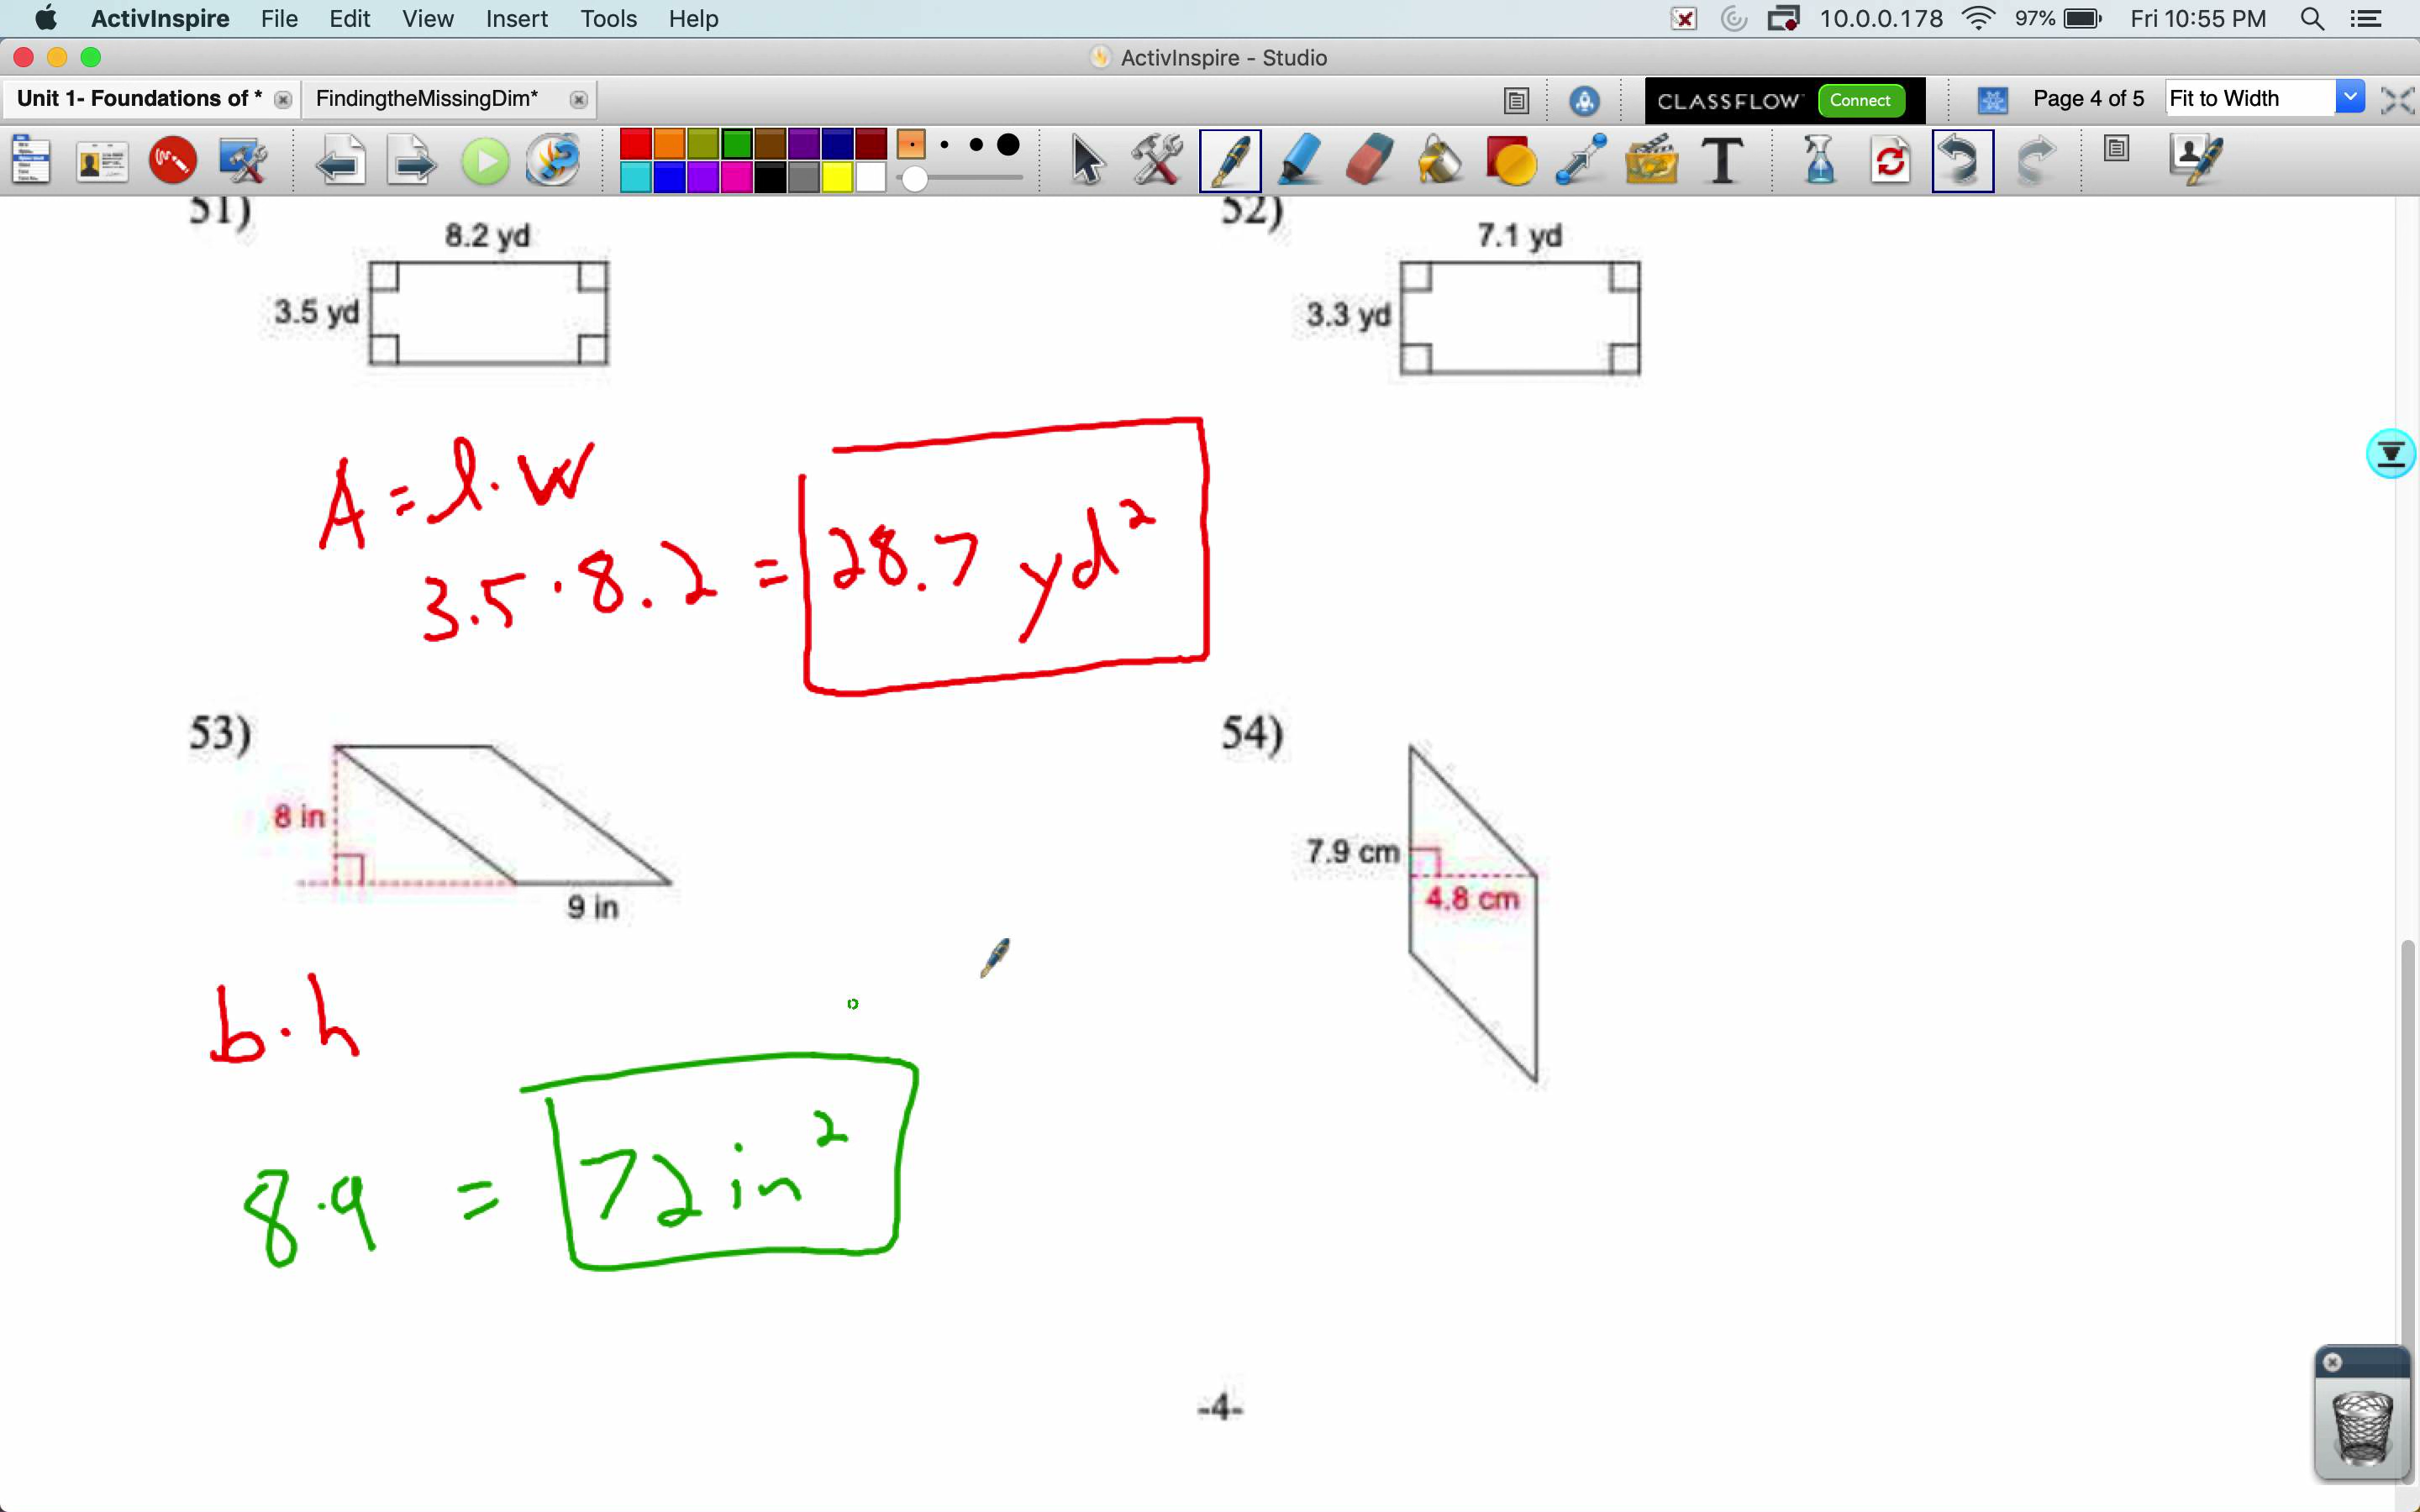 ActivInspire File Edit View Insert Tools Help 10.0.0.178 97% Fri 10:55 PM
ActivInspire - Studio
Unit 1- Foundations of * FindingtheMissingDim* CLASSFLOW Connect Page 4 of 5 Fit to Width
T
51)
8.2 yd
3.5 yd
52)
7.1 yd
3.3 yd
A = l · w
3.5 · 8.2 = 28.7 yd²
53)
8 in
9 in
54)
7.9 cm
4.8 cm
b · h
8 · 9 = 72 in²
-4-